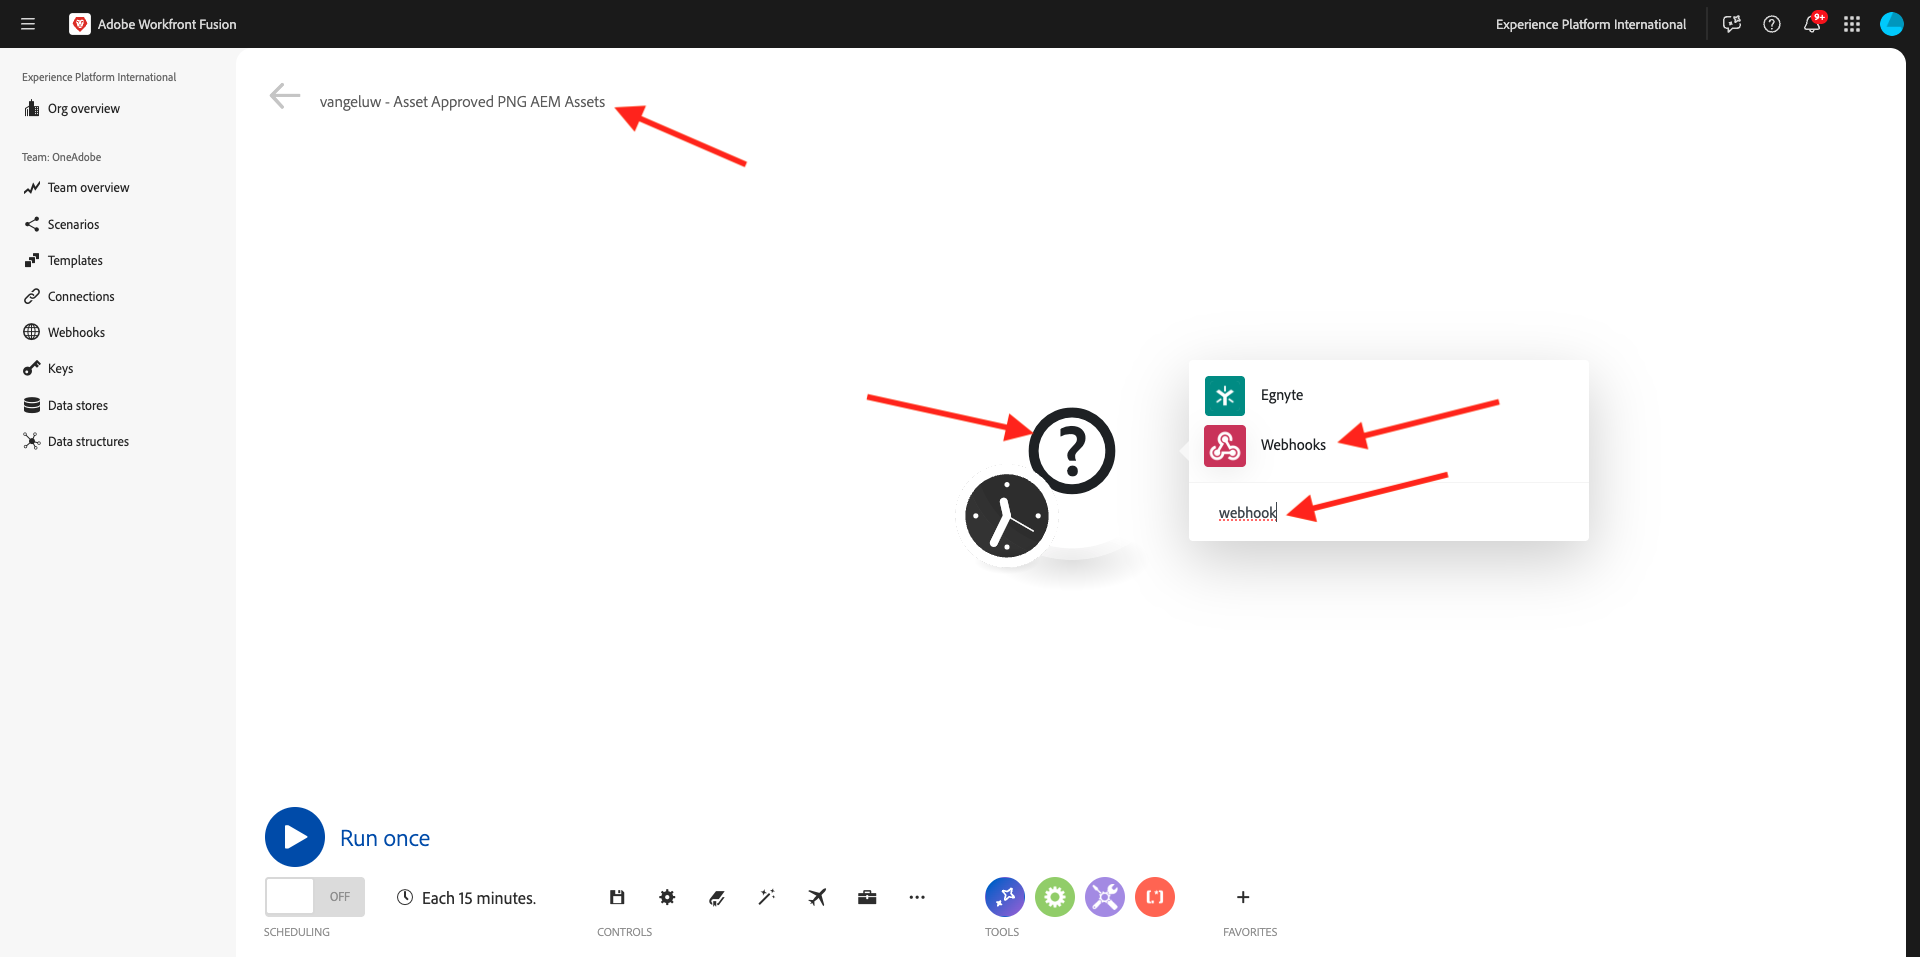 Adobe Workfront Fusion
Experience Platform International
9+
Experience Platform International
Org overview
Team: OneAdobe
Team overview
Scenarios
Templates
Connections
Webhooks
Keys
Data stores
Data structures
vangeluw - Asset Approved PNG AEM Assets
?
Egnyte
Webhooks
webhook
Run once
OFF
Each 15 minutes.
SCHEDULING
CONTROLS
TOOLS
FAVORITES